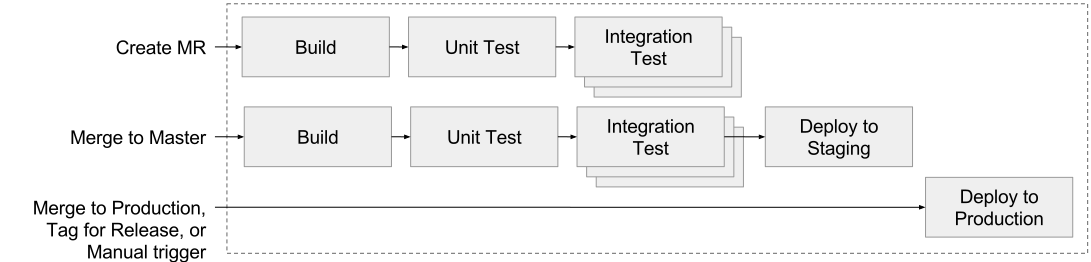 Create MR
Build
Unit Test
Integration
Test
Merge to Master
Build
Unit Test
Integration
Test
Deploy to
Staging
Merge to Production,
Tag for Release, or
Manual trigger
Deploy to
Production